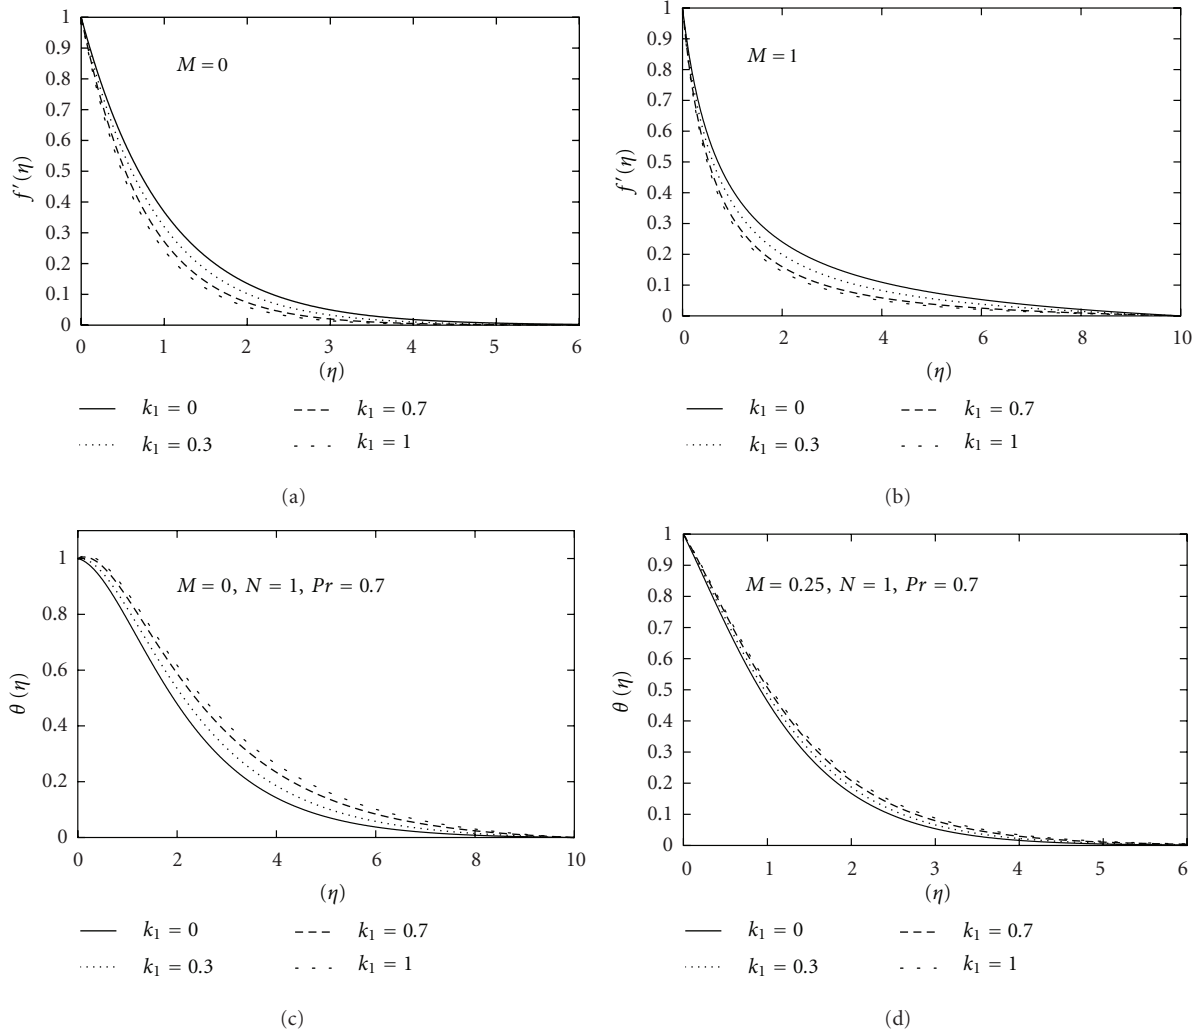 1
0.9
0.8
0.7
0.6
0.5
0.4
0.3
0.2
0.1
0
f′(η)
M = 0
0 1 2 3 4 5 6
(η)
k₁ = 0
k₁ = 0.7
k₁ = 0.3
k₁ = 1
(a)
1
0.9
0.8
0.7
0.6
0.5
0.4
0.3
0.2
0.1
0
f′(η)
M = 1
0 2 4 6 8 10
(η)
k₁ = 0
k₁ = 0.7
k₁ = 0.3
k₁ = 1
(b)
1
0.8
0.6
0.4
0.2
0
θ(η)
M = 0, N = 1, Pr = 0.7
0 2 4 6 8 10
(η)
k₁ = 0
k₁ = 0.7
k₁ = 0.3
k₁ = 1
(c)
1
0.9
0.8
0.7
0.6
0.5
0.4
0.3
0.2
0.1
0
θ(η)
M = 0.25, N = 1, Pr = 0.7
0 1 2 3 4 5 6
(η)
k₁ = 0
k₁ = 0.7
k₁ = 0.3
k₁ = 1
(d)